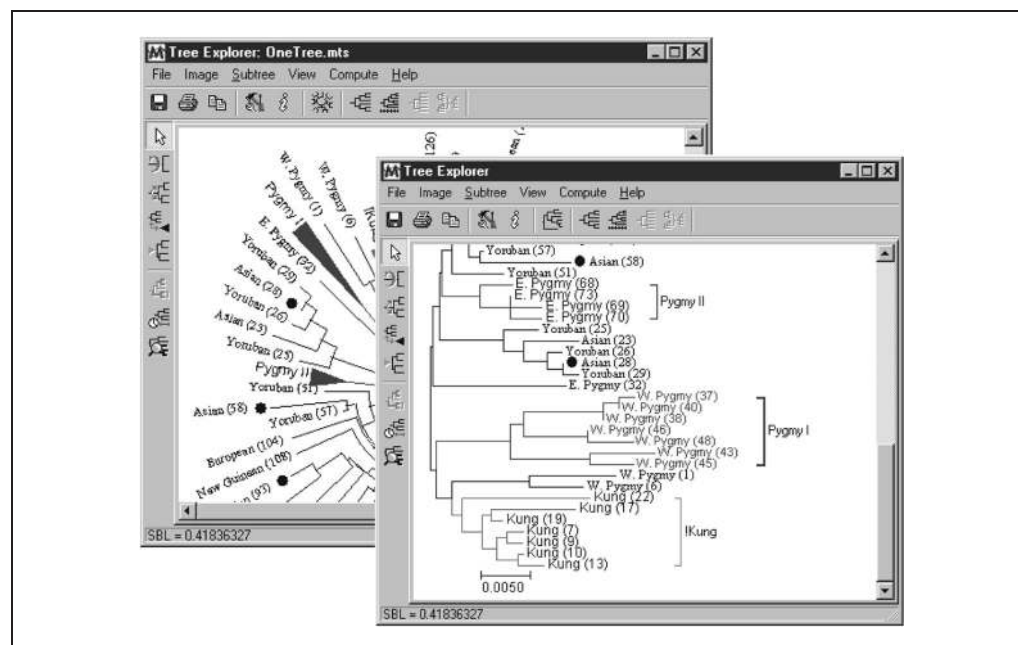 Tree Explorer: OneTree.mts
File Image Subtree View Compute Help
126)
W. Pygmy (6)
W. Pygmy (1)
Pygmy I
E. Pygmy (32)
Yoruban (29)
Asian (28)
Yoruban (26)
Asian (23)
Yoruban (25)
Pygmy II
Yoruban (51)
Asian (58)
Yoruban (57)
European (104)
New Guinean (108)
(93)
SBL = 0.41836327
Tree Explorer
File Image Subtree View Compute Help
Yoruban (57)
Asian (58)
Yoruban (51)
E. Pygmy (68)
E. Pygmy (73)
Pygmy II
E. Pygmy (69)
E. Pygmy (70)
Yoruban (25)
Asian (23)
Yoruban (26)
Asian (28)
Yoruban (29)
E. Pygmy (32)
W. Pygmy (37)
W. Pygmy (40)
W. Pygmy (38)
W. Pygmy (46)
Pygmy I
W. Pygmy (48)
W. Pygmy (43)
W. Pygmy (45)
W. Pygmy (1)
W. Pygmy (6)
Kung (22)
Kung (17)
Kung (19)
!Kung
Kung (7)
Kung (9)
Kung (10)
Kung (13)
0.0050
SBL = 0.41836327